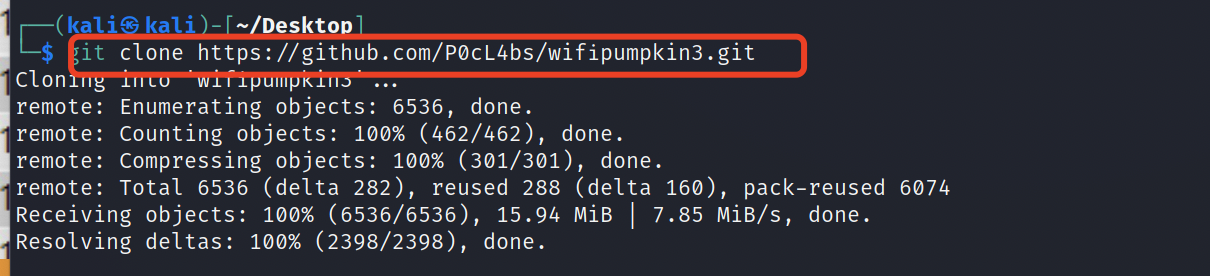 ┌──(kali㉿kali)-[~/Desktop]
└─$ git clone https://github.com/P0cL4bs/wifipumpkin3.git
Cloning into 'wifipumpkin3'...
remote: Enumerating objects: 6536, done.
remote: Counting objects: 100% (462/462), done.
remote: Compressing objects: 100% (301/301), done.
remote: Total 6536 (delta 282), reused 288 (delta 160), pack-reused 6074
Receiving objects: 100% (6536/6536), 15.94 MiB | 7.85 MiB/s, done.
Resolving deltas: 100% (2398/2398), done.